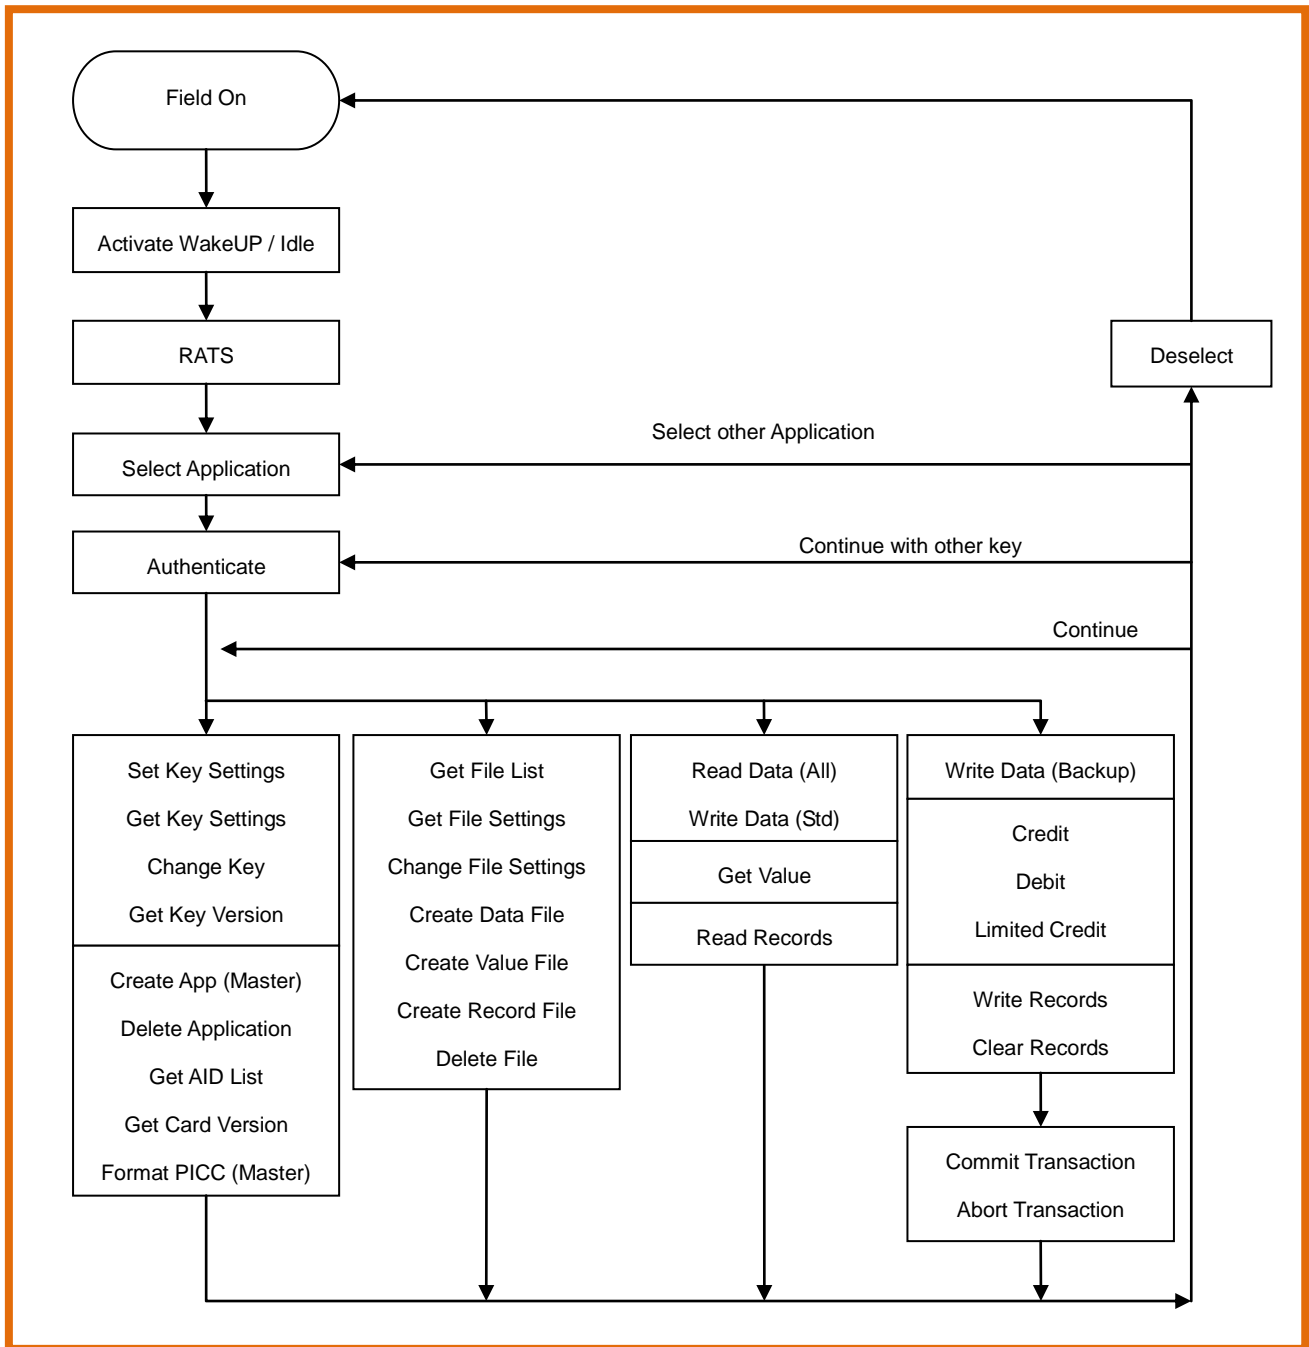 Field On
Activate WakeUP / Idle
RATS
Deselect
Select other Application
Select Application
Continue with other key
Authenticate
Continue
Set Key Settings
Get Key Settings
Change Key
Get Key Version
Create App (Master)
Delete Application
Get AID List
Get Card Version
Format PICC (Master)
Get File List
Get File Settings
Change File Settings
Create Data File
Create Value File
Create Record File
Delete File
Read Data (All)
Write Data (Std)
Get Value
Read Records
Write Data (Backup)
Credit
Debit
Limited Credit
Write Records
Clear Records
Commit Transaction
Abort Transaction